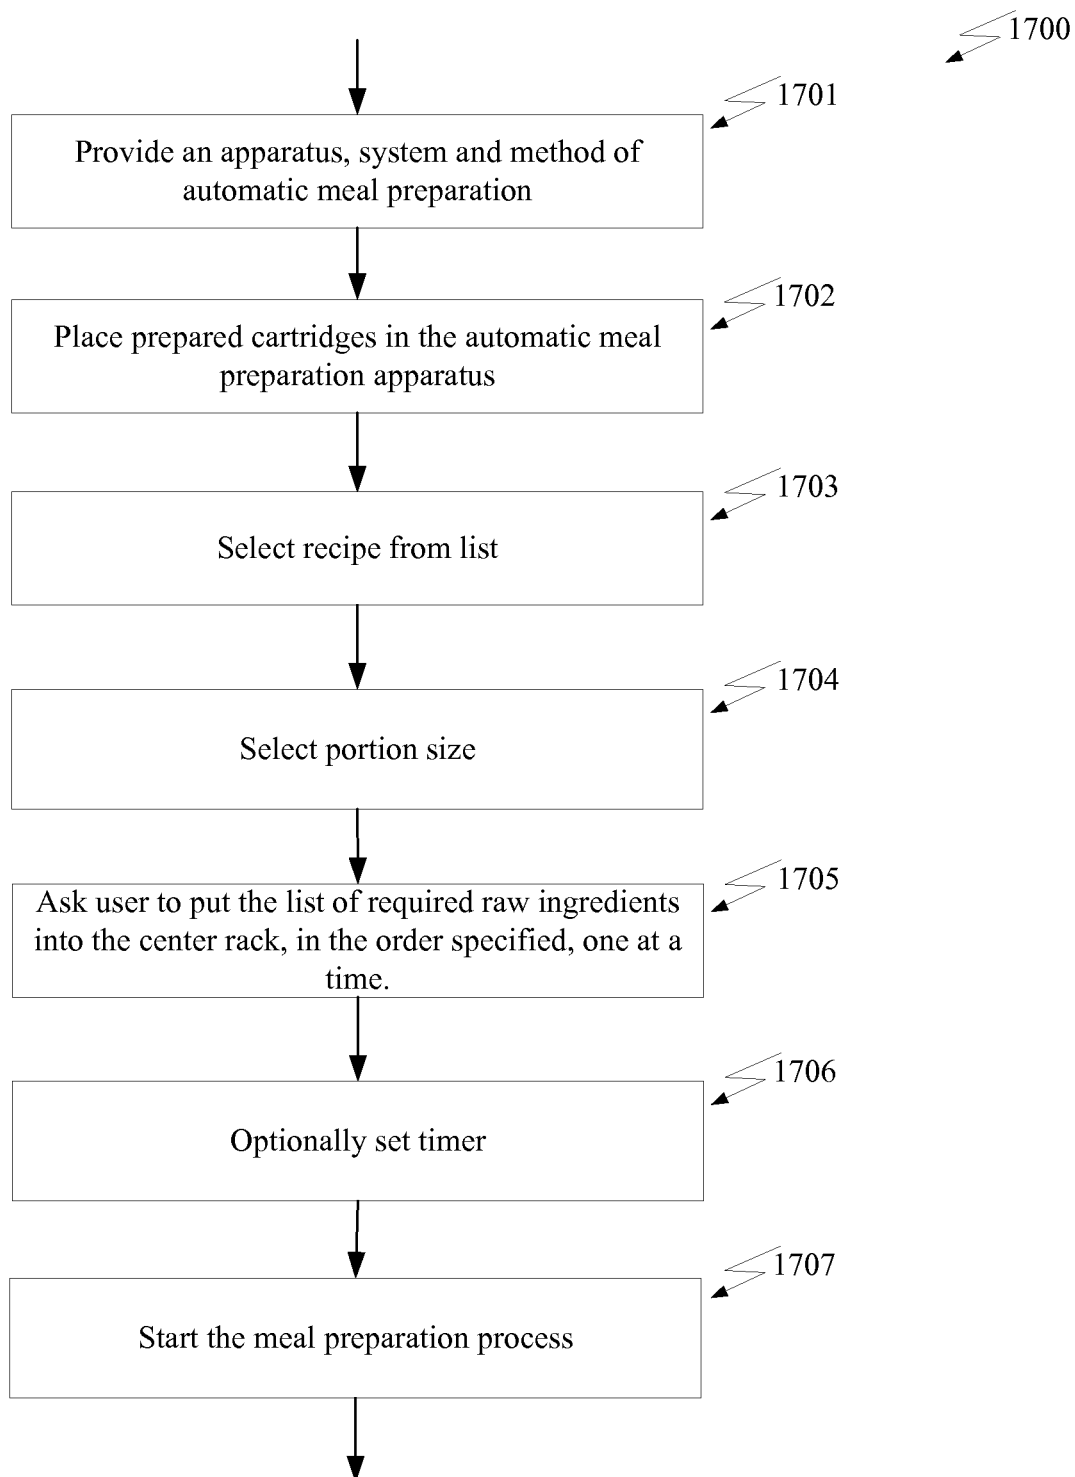 1700
1701
Provide an apparatus, system and method of
automatic meal preparation
1702
Place prepared cartridges in the automatic meal
preparation apparatus
1703
Select recipe from list
1704
Select portion size
1705
Ask user to put the list of required raw ingredients
into the center rack, in the order specified, one at a
time.
1706
Optionally set timer
1707
Start the meal preparation process